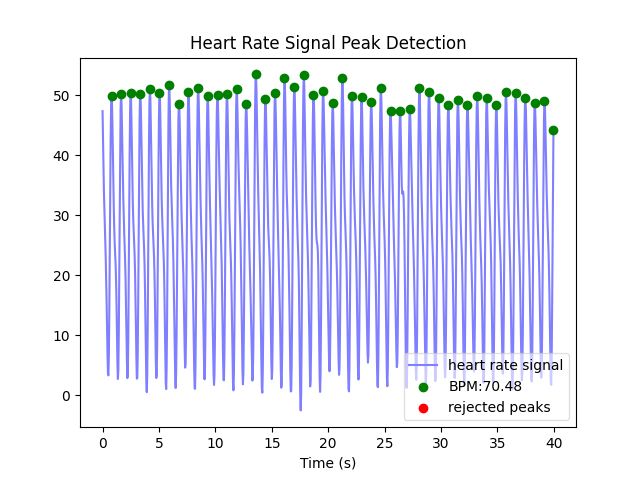 Heart Rate Signal Peak Detection
50
40
30
20
10
0
heart rate signal
BPM:70.48
rejected peaks
0 5 10 15 20 25 30 35 40
Time (s)